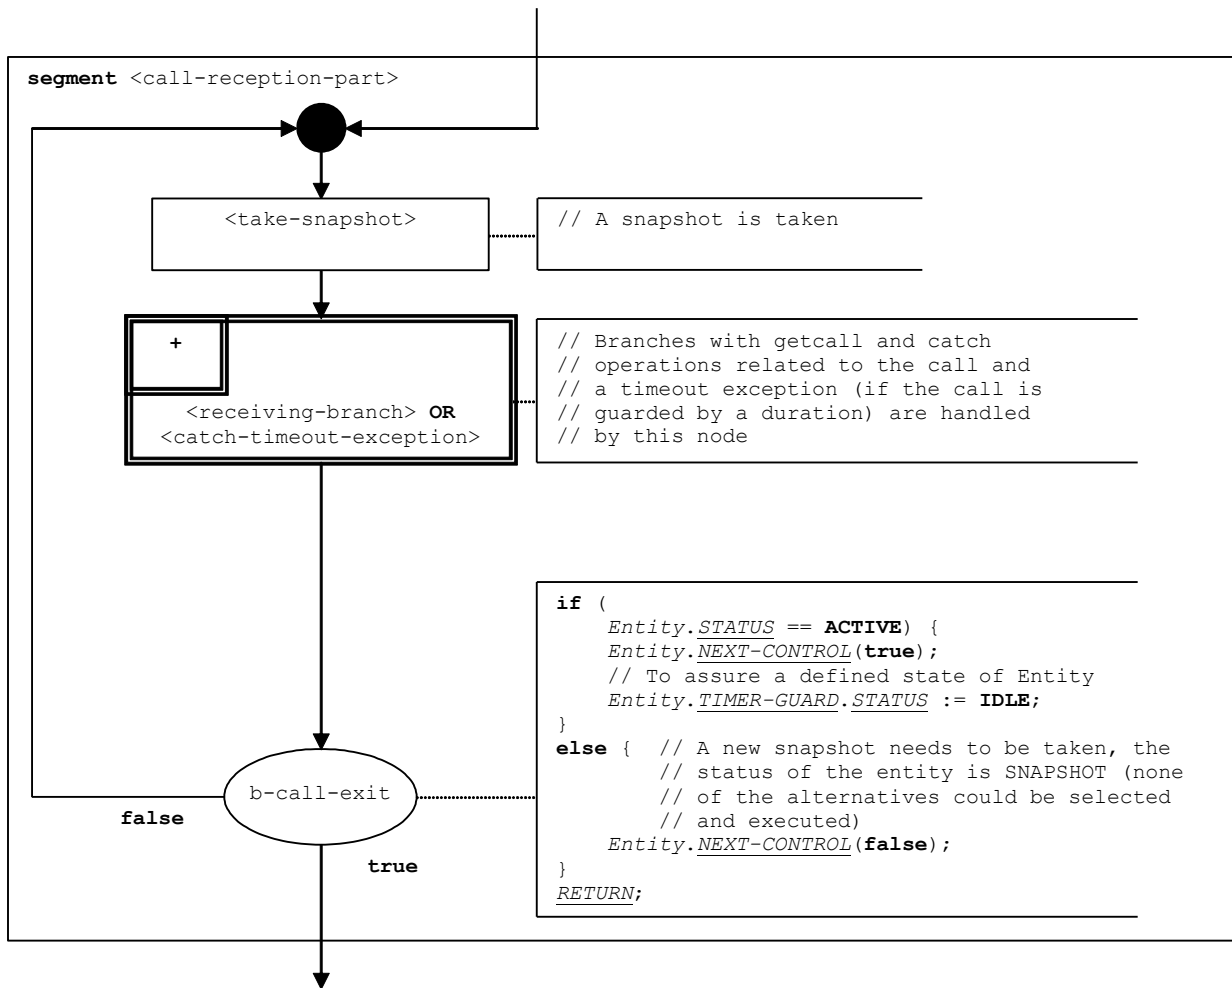 segment <call-reception-part>
<take-snapshot>
// A snapshot is taken
+
<receiving-branch> OR
<catch-timeout-exception>
// Branches with getcall and catch
// operations related to the call and
// a timeout exception (if the call is
// guarded by a duration) are handled
// by this node
if (
Entity.STATUS == ACTIVE) {
Entity.NEXT-CONTROL(true);
// To assure a defined state of Entity
Entity.TIMER-GUARD.STATUS := IDLE;
}
else { // A new snapshot needs to be taken, the
// status of the entity is SNAPSHOT (none
// of the alternatives could be selected
// and executed)
Entity.NEXT-CONTROL(false);
}
RETURN;
b-call-exit
false
true